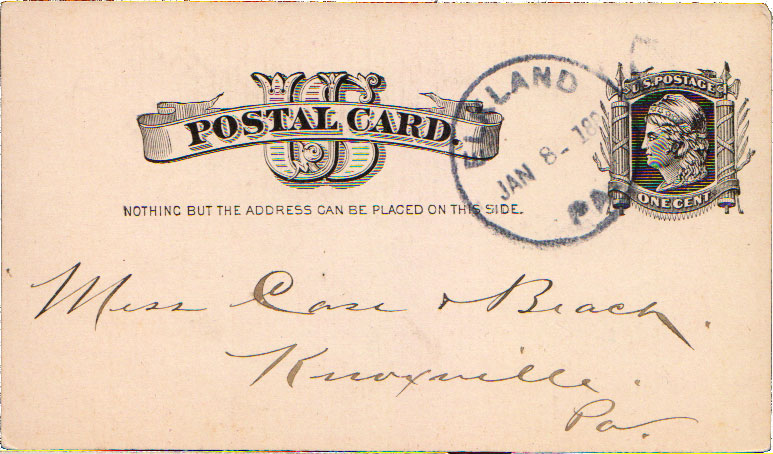 US
POSTAL CARD.
NOTHING BUT THE ADDRESS CAN BE PLACED ON THIS SIDE.
LAND
JAN 8-
PA
U.S. POSTAGE
ONE CENT
Miss Case & Beach.
Knoxville.
Pa.